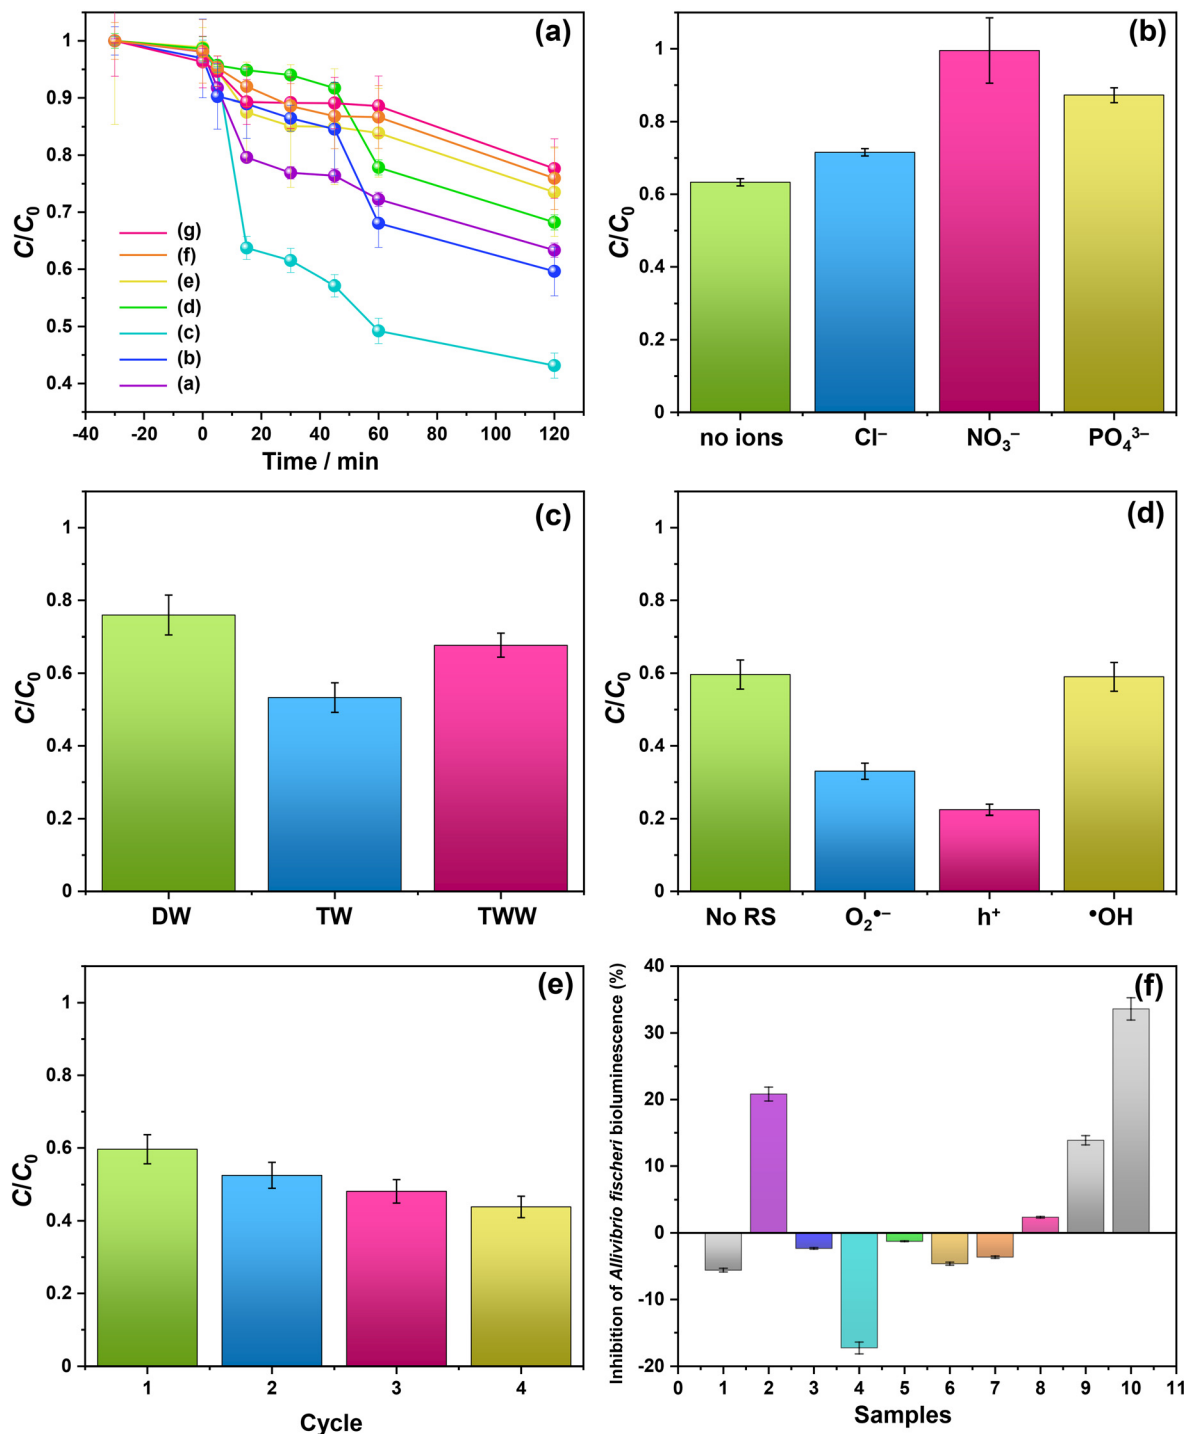 (a)
C/C₀
1
0.9
0.8
0.7
0.6
0.5
0.4
(g)
(f)
(e)
(d)
(c)
(b)
(a)
-40 -20 0 20 40 60 80 100 120
Time / min
(b)
C/C₀
1
0.8
0.6
0.4
0.2
0
no ions Cl⁻ NO₃⁻ PO₄³⁻
(c)
C/C₀
1
0.8
0.6
0.4
0.2
0
DW TW TWW
(d)
C/C₀
1
0.8
0.6
0.4
0.2
0
No RS O₂•⁻ h⁺ •OH
(e)
C/C₀
1
0.8
0.6
0.4
0.2
0
1 2 3 4
Cycle
(f)
Inhibition of Allivibrio fischeri bioluminescence (%)
40
30
20
10
0
-10
-20
0 1 2 3 4 5 6 7 8 9 10 11
Samples